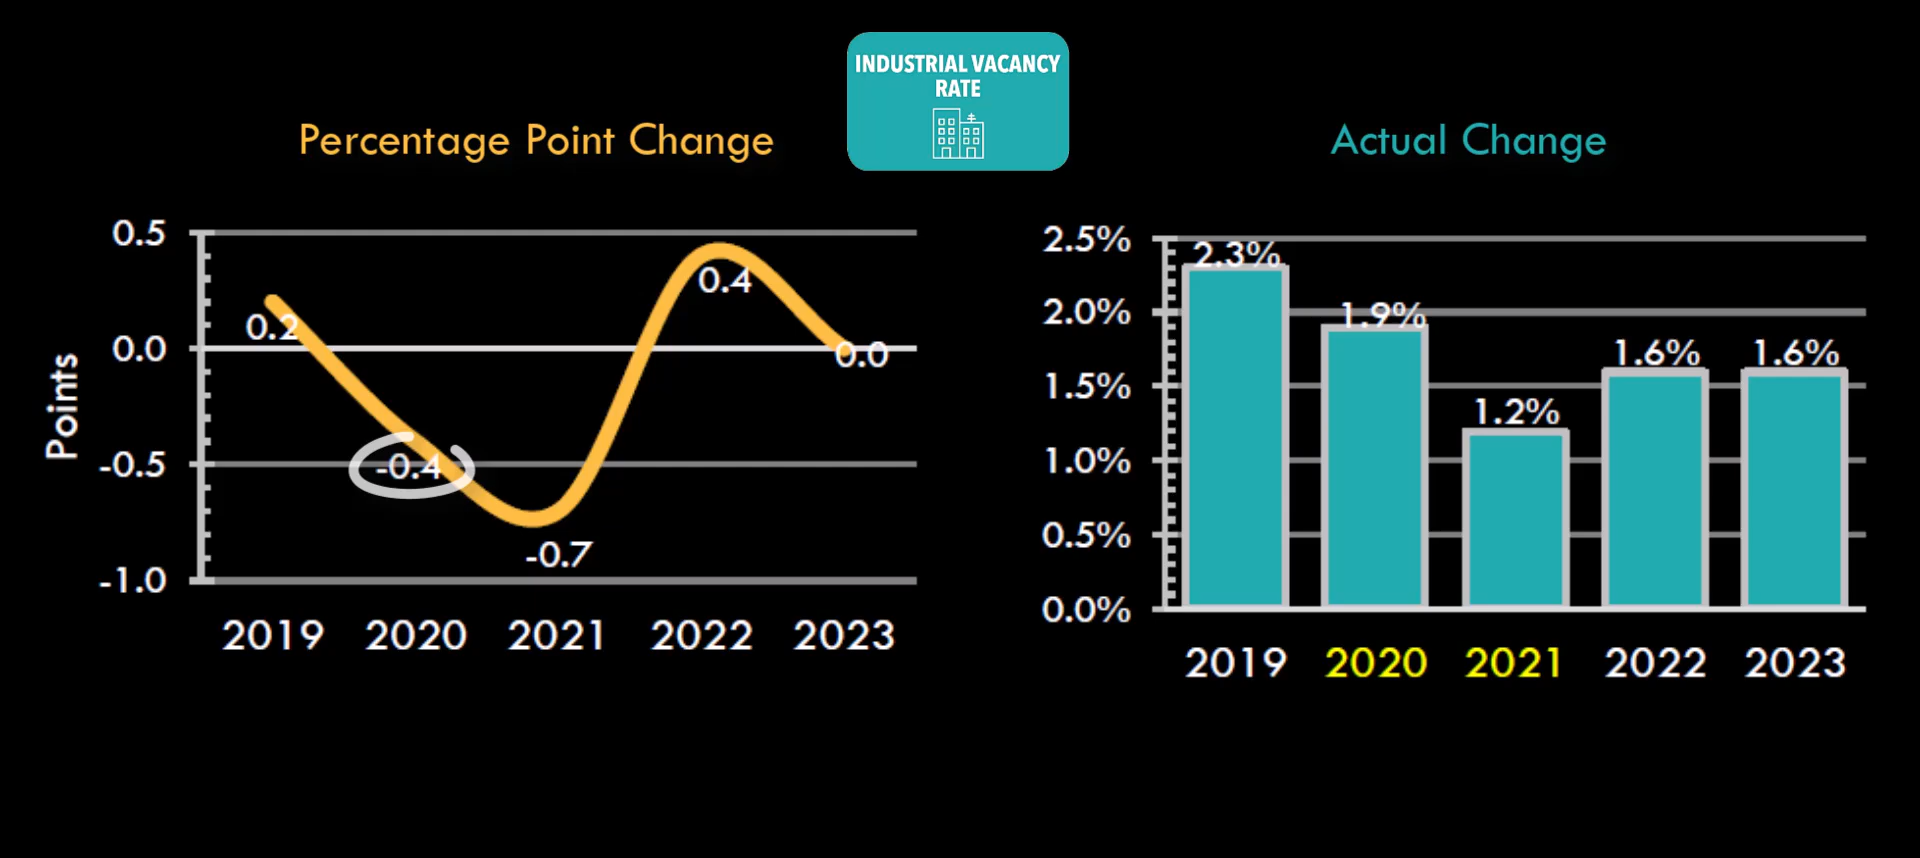 INDUSTRIAL VACANCY
RATE
Percentage Point Change
Actual Change
0.5
0.0
-0.5
-1.0
Points
0.2
-0.4
-0.7
0.4
0.0
2019 2020 2021 2022 2023
2.5%
2.0%
1.5%
1.0%
0.5%
0.0%
2.3%
1.9%
1.2%
1.6%
1.6%
2019 2020 2021 2022 2023